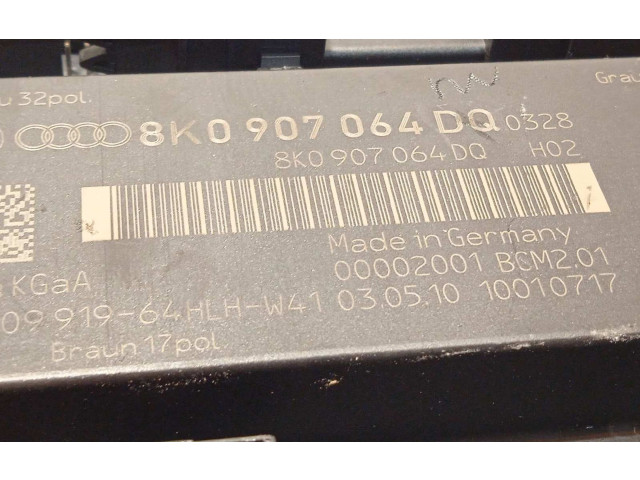 u 32pol.
Grau
8K0 907 064 DQ 0328
8K0 907 064 DQ H02
Made in Germany
KGaA
00002001 BCM2.01
09 919-64HLH-W41 03.05.10 10010717
Braun 17pol.